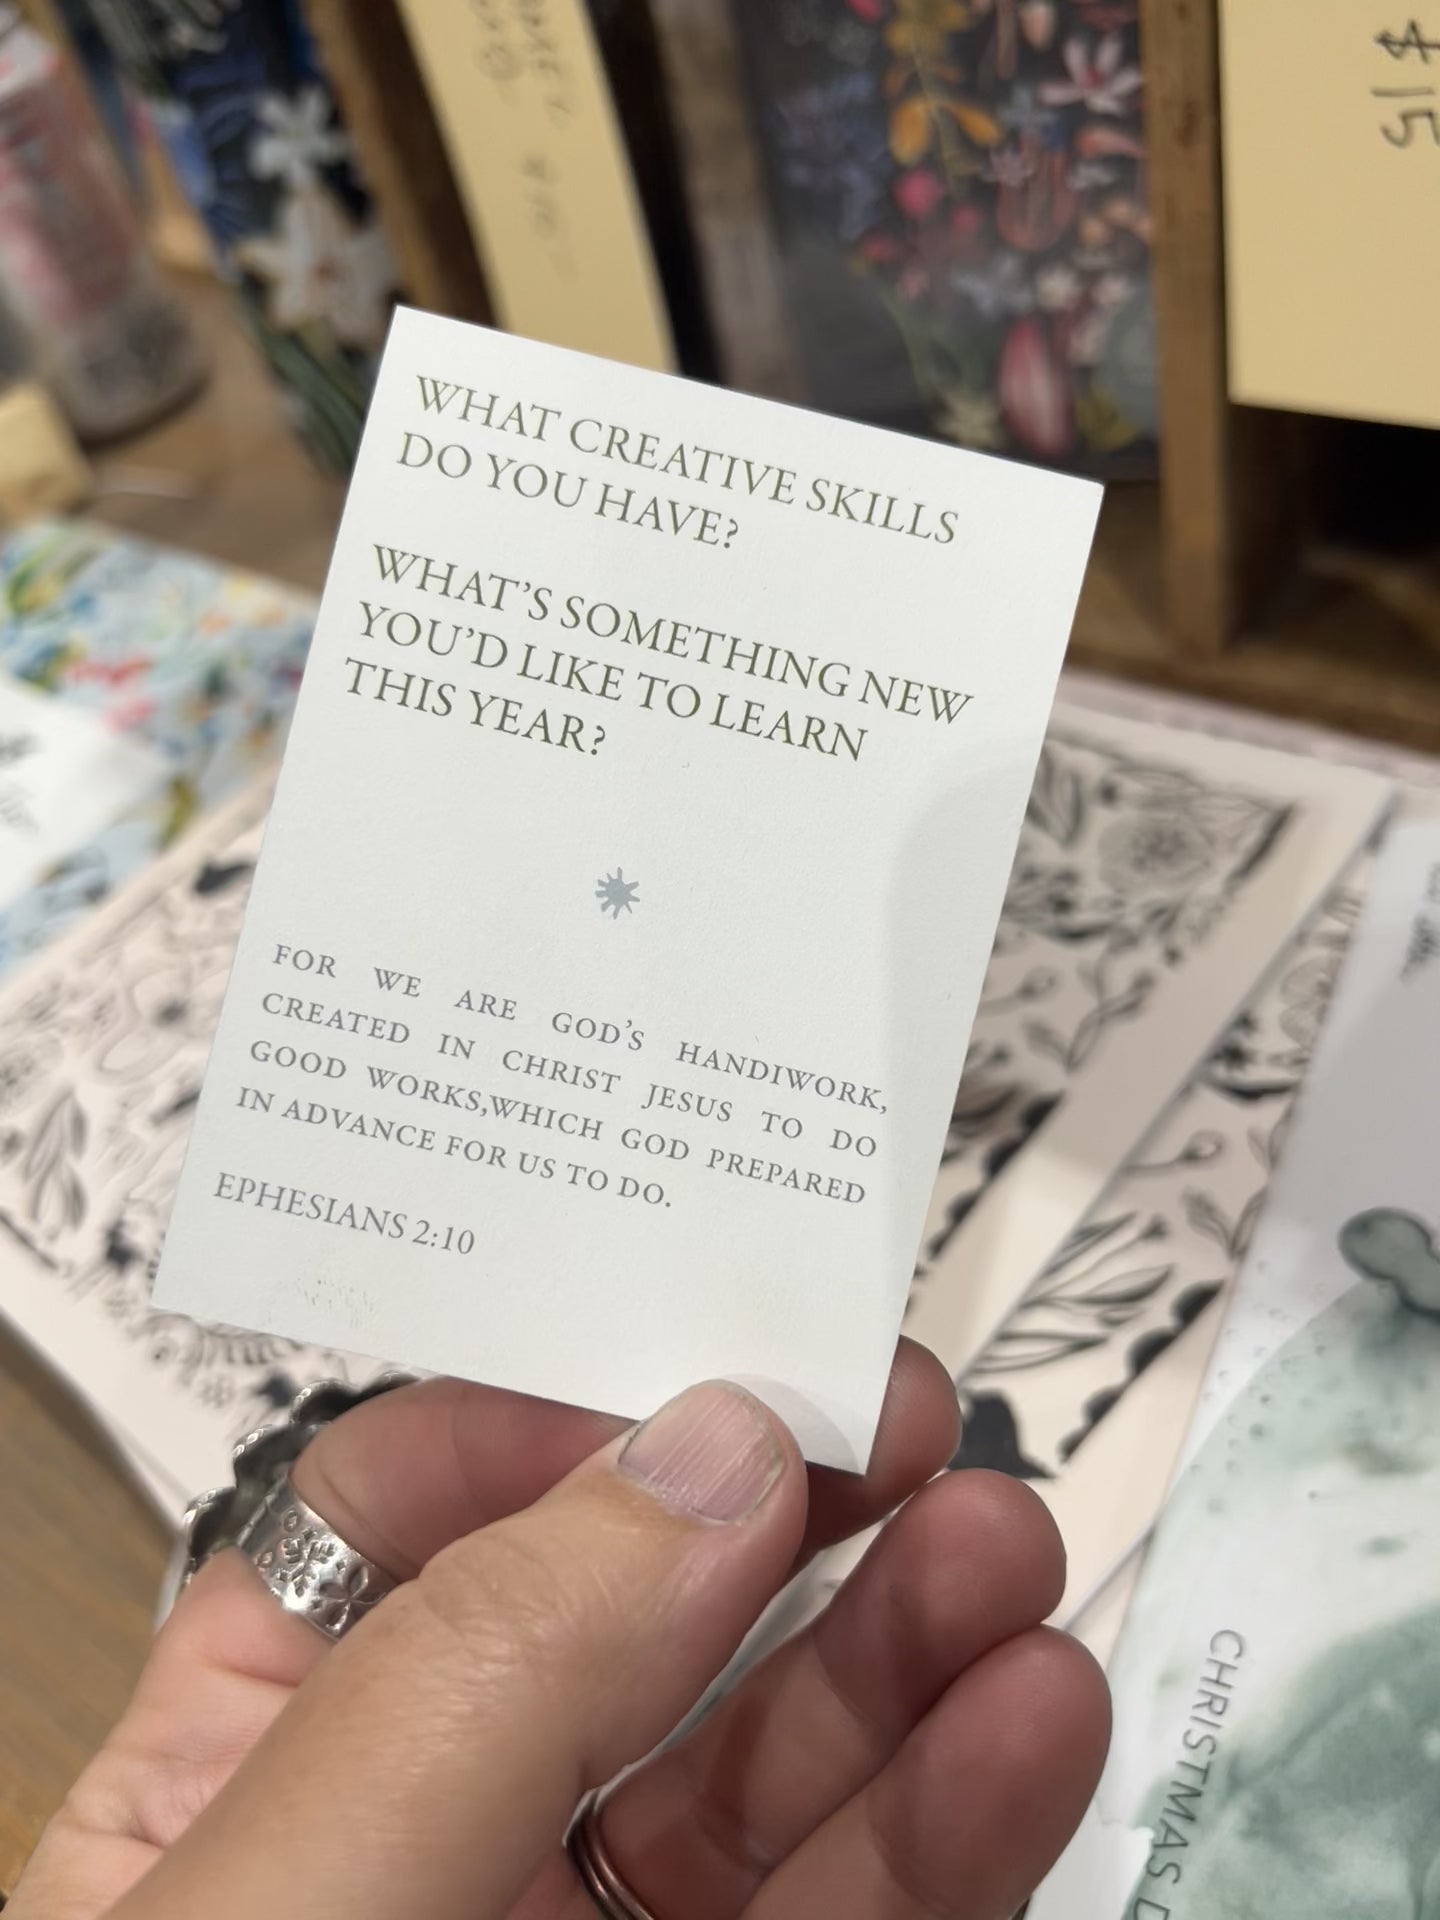 WHAT CREATIVE SKILLS
DO YOU HAVE?
WHAT'S SOMETHING NEW
YOU'D LIKE TO LEARN
THIS YEAR?
FOR WE ARE GOD'S HANDIWORK,
CREATED IN CHRIST JESUS TO DO
GOOD WORKS,WHICH GOD PREPARED
IN ADVANCE FOR US TO DO.
EPHESIANS 2:10
$15
CHRISTMAS D